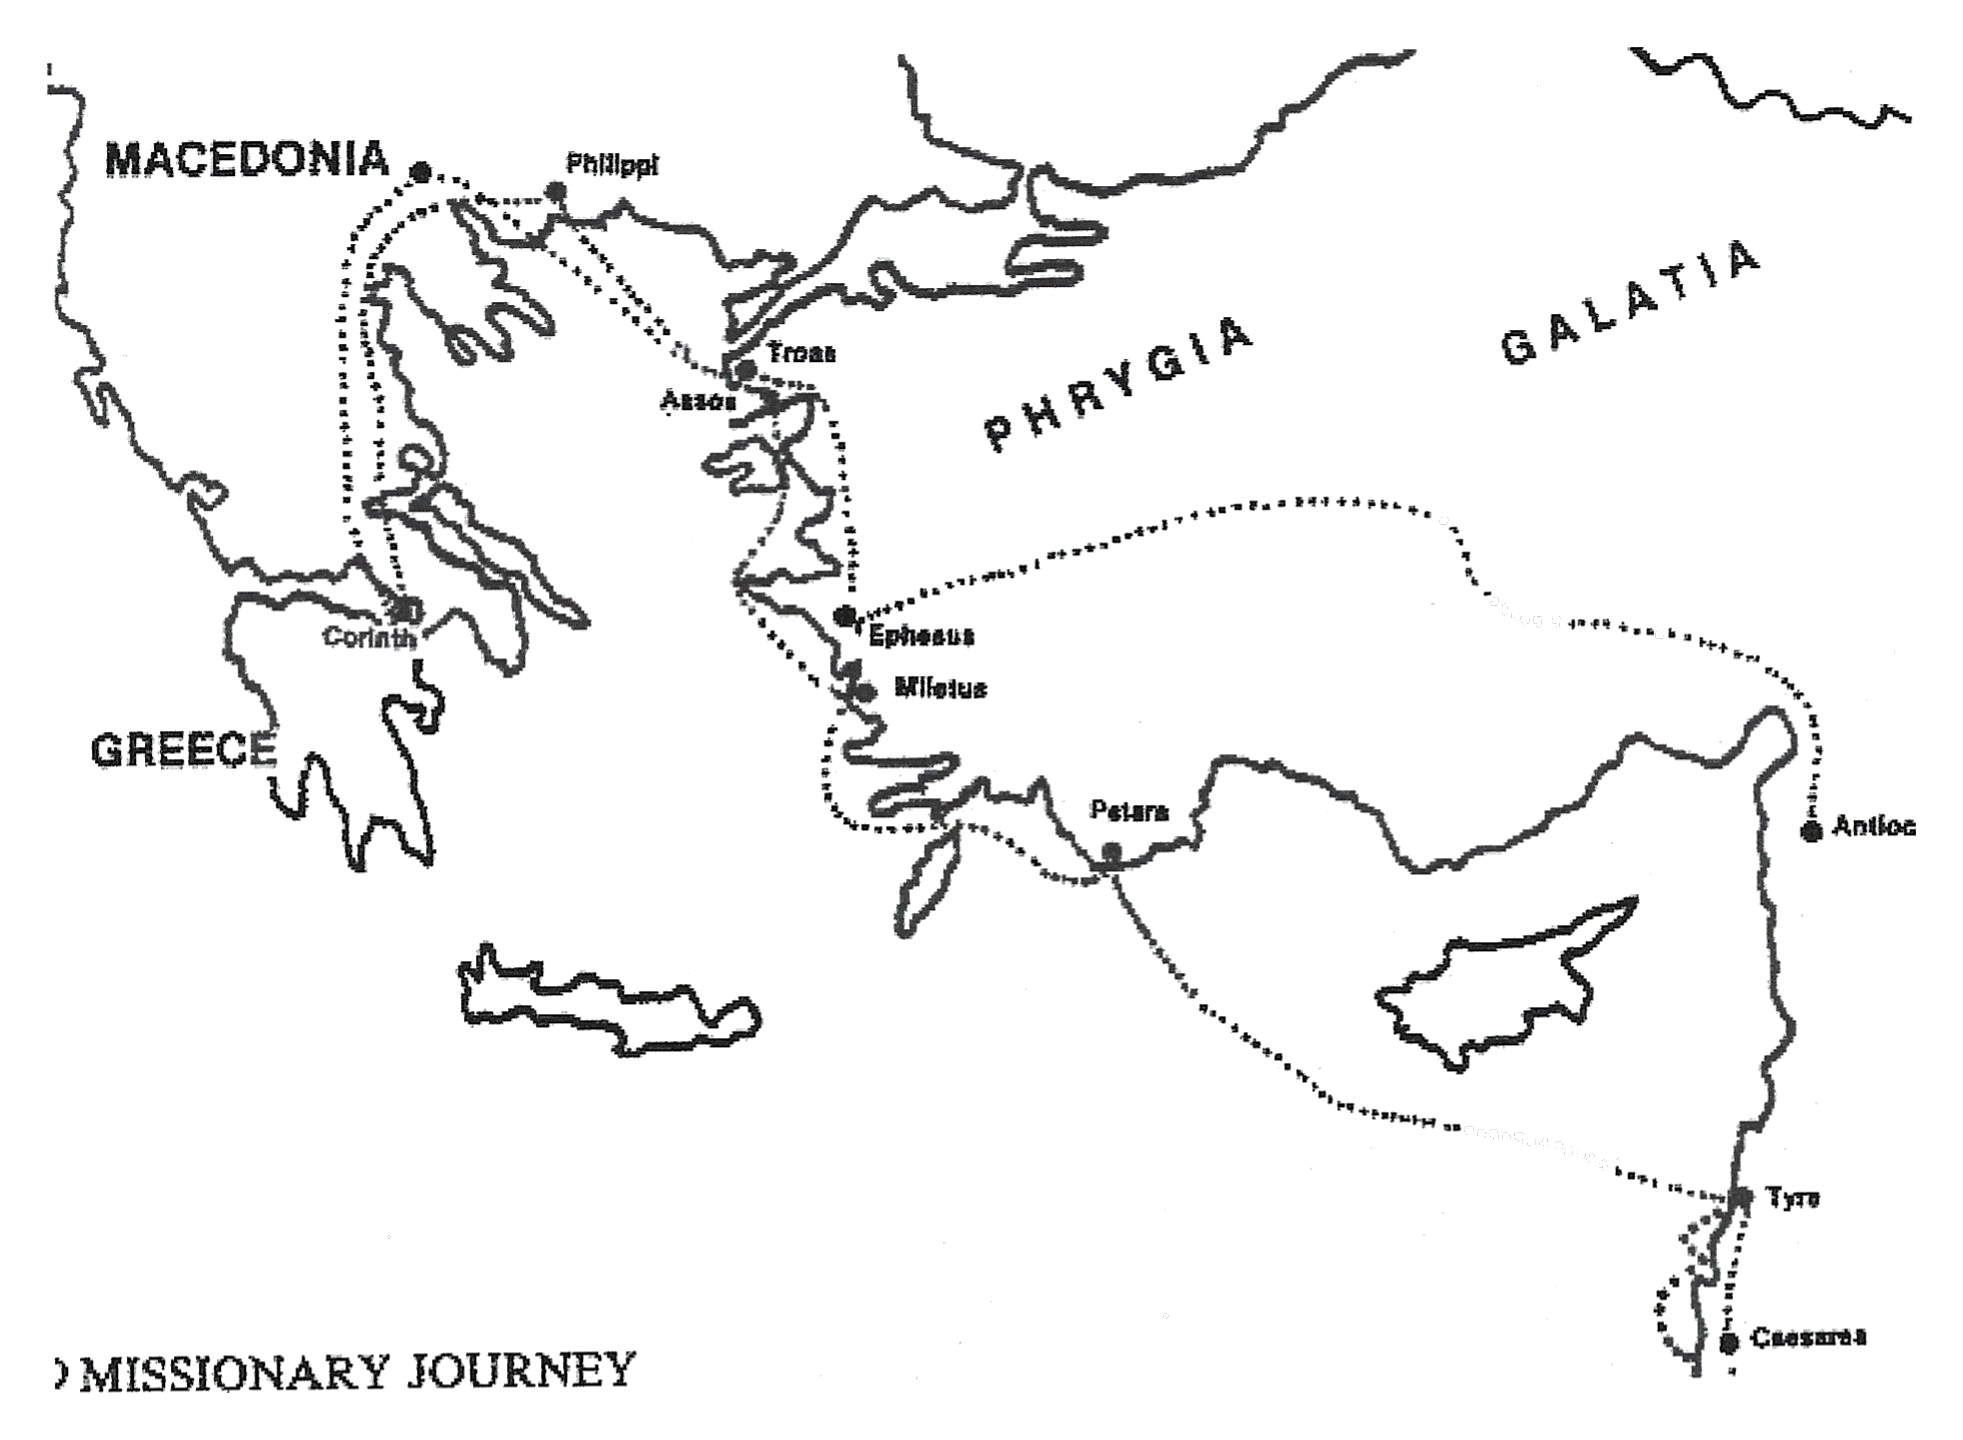 MACEDONIA
Philippi
GALATIA
PHRYGIA
Troas
Assos
Ephesus
Corinth
Miletus
GREECE
Patara
Antioc
Tyre
Caesarea
) MISSIONARY JOURNEY